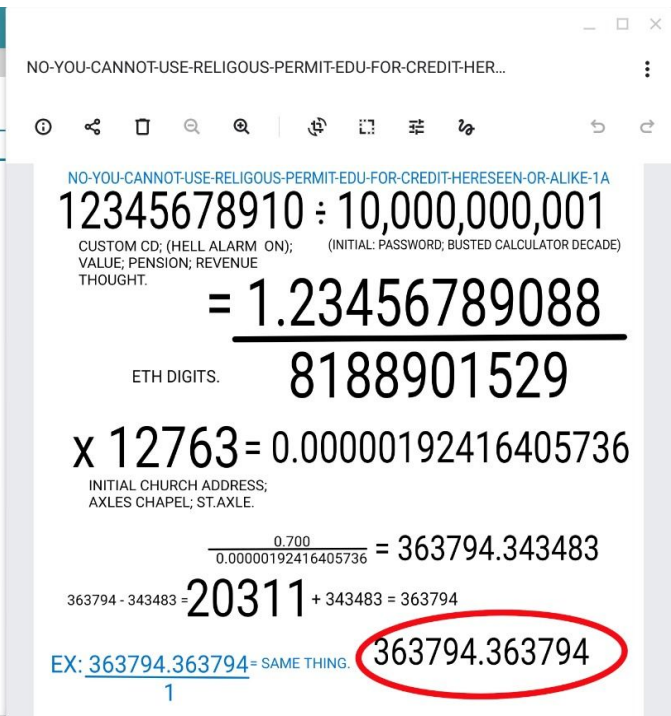 NO-YOU-CANNOT-USE-RELIGOUS-PERMIT-EDU-FOR-CREDIT-HER...
NO-YOU-CANNOT-USE-RELIGOUS-PERMIT-EDU-FOR-CREDIT-HERESEEN-OR-ALIKE-1A
12345678910 ÷ 10,000,000,001
CUSTOM CD; (HELL ALARM ON); (INITIAL: PASSWORD; BUSTED CALCULATOR DECADE)
VALUE; PENSION; REVENUE
THOUGHT.
= 1.23456789088
ETH DIGITS. 8188901529
x 12763 = 0.00000192416405736
INITIAL CHURCH ADDRESS;
AXLES CHAPEL; ST.AXLE.
0.700
0.00000192416405736 = 363794.343483
363794 - 343483 = 20311 + 343483 = 363794
363794.363794
EX: 363794.363794 = SAME THING.
1